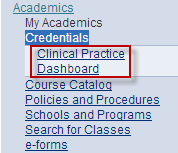 Academics
My Academics
Credentials
Clinical Practice
Dashboard
Course Catalog
Policies and Procedures
Schools and Programs
Search for Classes
e-forms